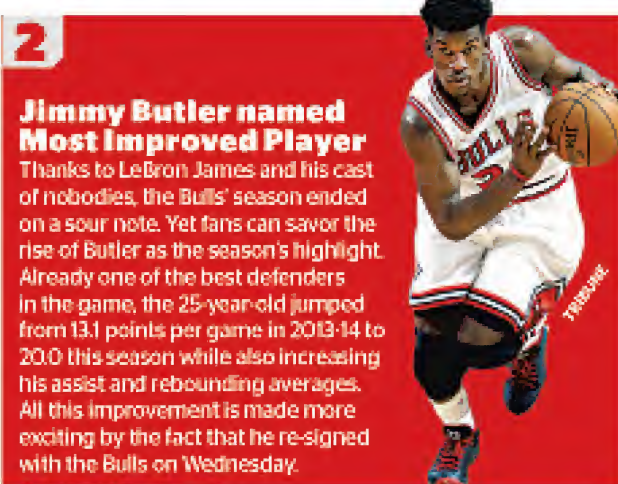 2
Jimmy Butler named
Most Improved Player
Thanks to LeBron James and his cast
of nobodies, the Bulls' season ended
on a sour note. Yet fans can savor the
rise of Butler as the season's highlight.
Already one of the best defenders
in the game, the 25-year-old jumped
from 13.1 points per game in 2013-14 to
20.0 this season while also increasing
his assist and rebounding averages.
All this improvement is made more
exciting by the fact that he re-signed
with the Bulls on Wednesday.
BULLS
TRIBUNE